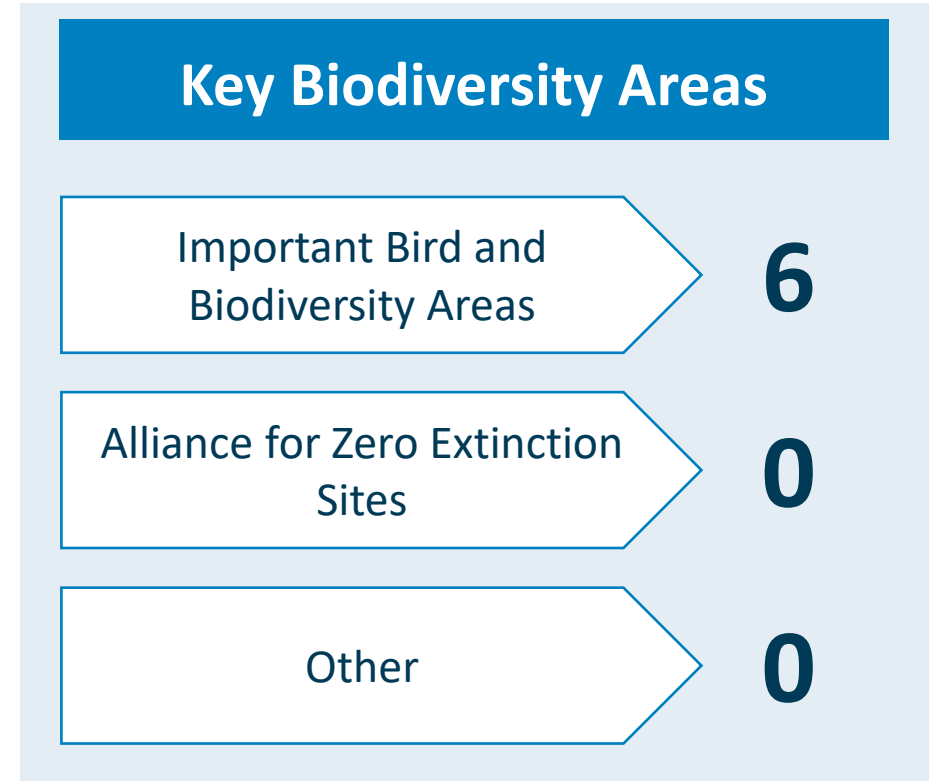 Key Biodiversity Areas
Important Bird and
Biodiversity Areas
6
Alliance for Zero Extinction
Sites
0
Other
0